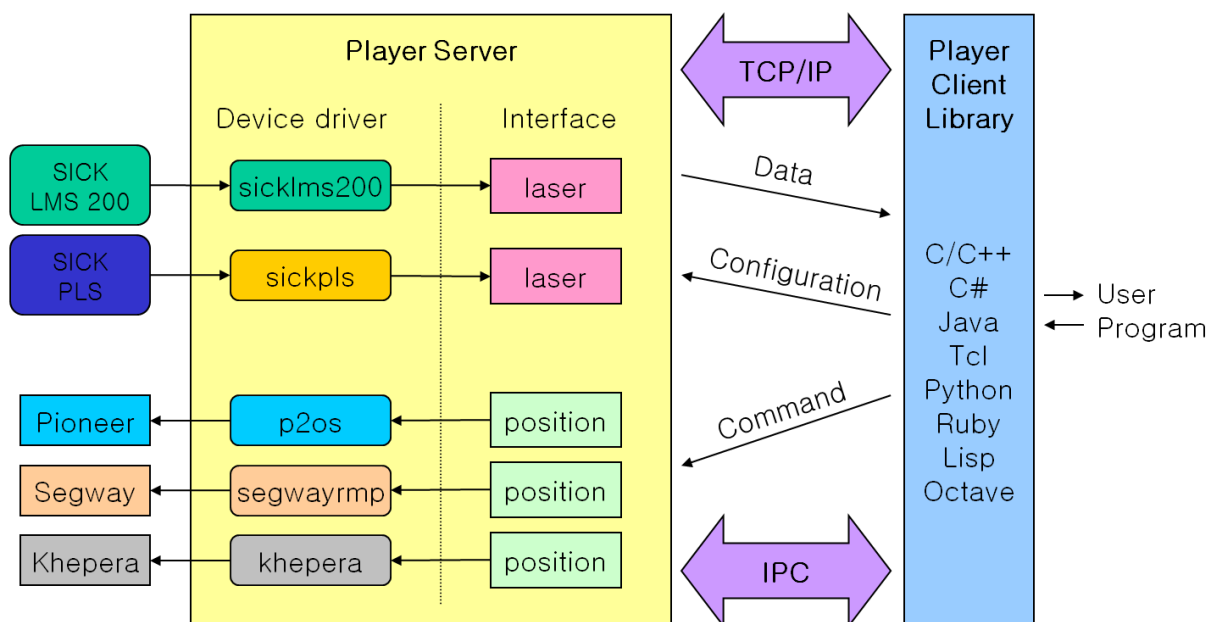 Player Server
Device driver
Interface
SICK
LMS 200
sicklms200
laser
SICK
PLS
sickpls
laser
Pioneer
p2os
position
Segway
segwayrmp
position
Khepera
khepera
position
TCP/IP
Data
Configuration
Command
IPC
Player
Client
Library
C/C++
C#
Java
Tcl
Python
Ruby
Lisp
Octave
User
Program